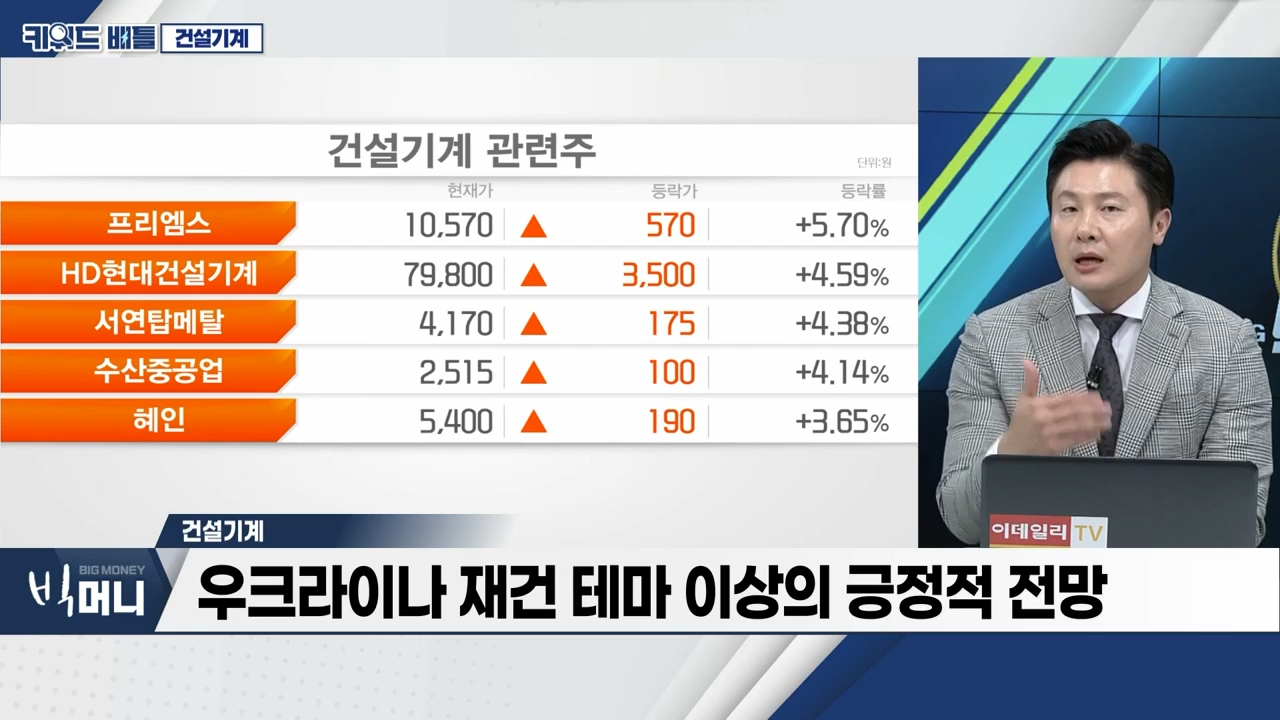 키워드 배틀 건설기계
건설기계 관련주
단위:원
현재가 등락가 등락률
프리엠스 10,570 ▲ 570 +5.70%
HD현대건설기계 79,800 ▲ 3,500 +4.59%
서연탑메탈 4,170 ▲ 175 +4.38%
수산중공업 2,515 ▲ 100 +4.14%
혜인 5,400 ▲ 190 +3.65%
이데일리 TV
건설기계
BIG MONEY
빅머니
우크라이나 재건 테마 이상의 긍정적 전망